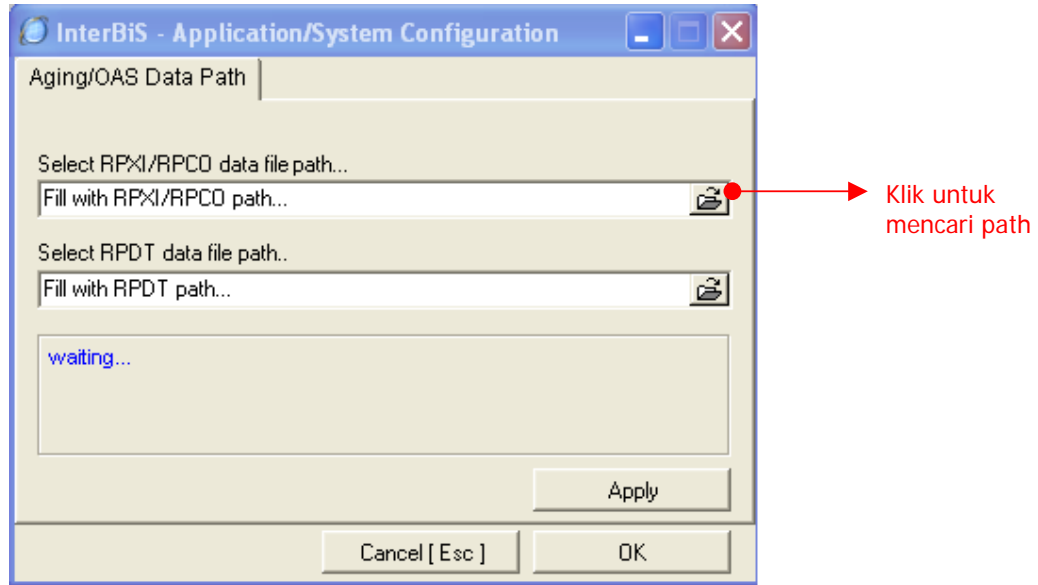 InterBiS - Application/System Configuration
Aging/OAS Data Path
Select RPXI/RPCO data file path...
Fill with RPXI/RPCO path...
Klik untuk
mencari path
Select RPDT data file path..
Fill with RPDT path...
waiting...
Apply
Cancel [ Esc ]
OK